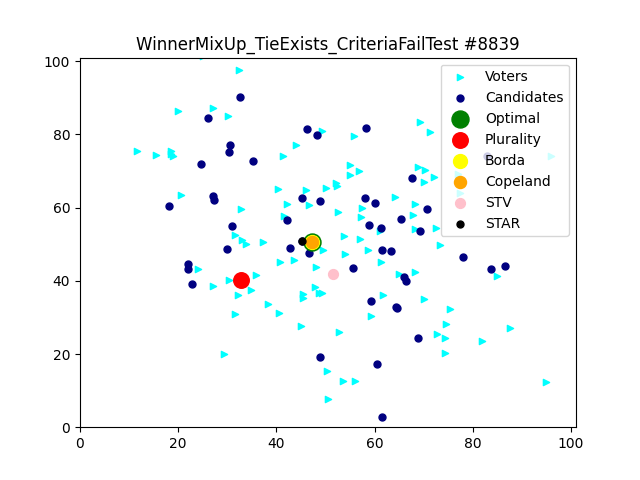 WinnerMixUp_TieExists_CriteriaFailTest #8839
100
80
60
40
20
0
0 20 40 60 80 100
Voters
Candidates
Optimal
Plurality
Borda
Copeland
STV
STAR